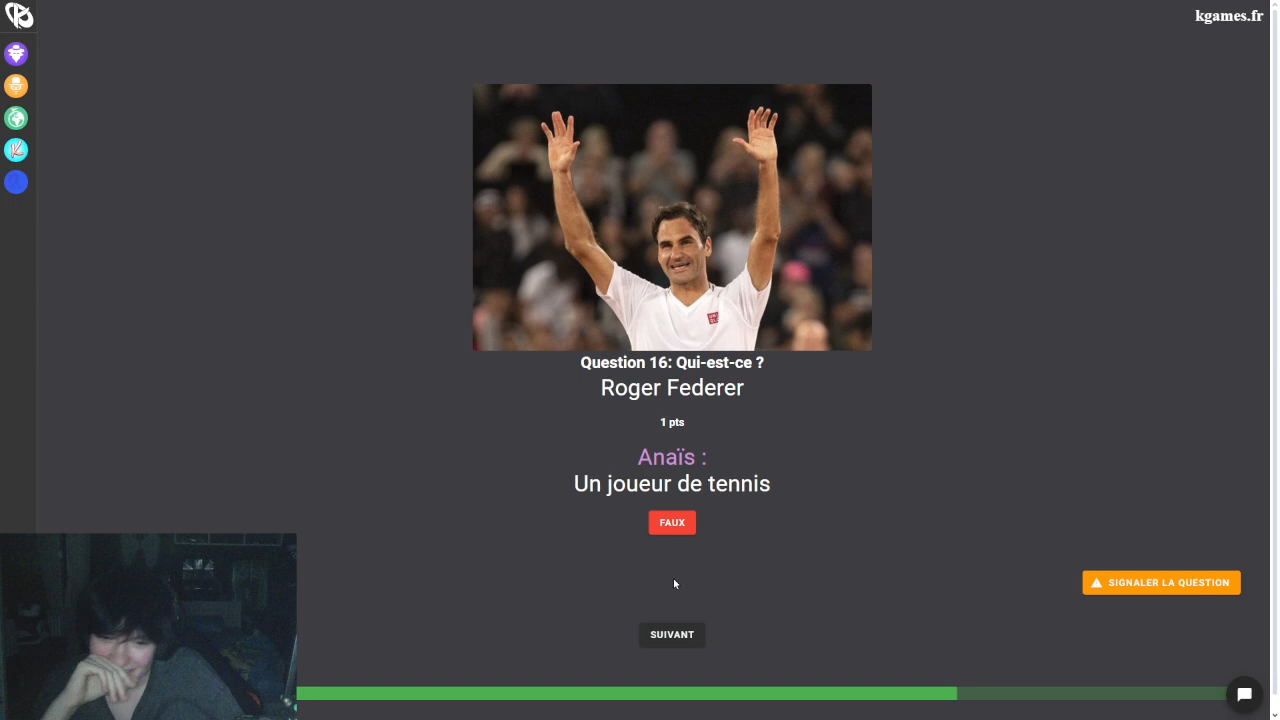 kgames.fr
Question 16: Qui-est-ce ?
Roger Federer
1 pts
Anaïs :
Un joueur de tennis
FAUX
SIGNALER LA QUESTION
SUIVANT